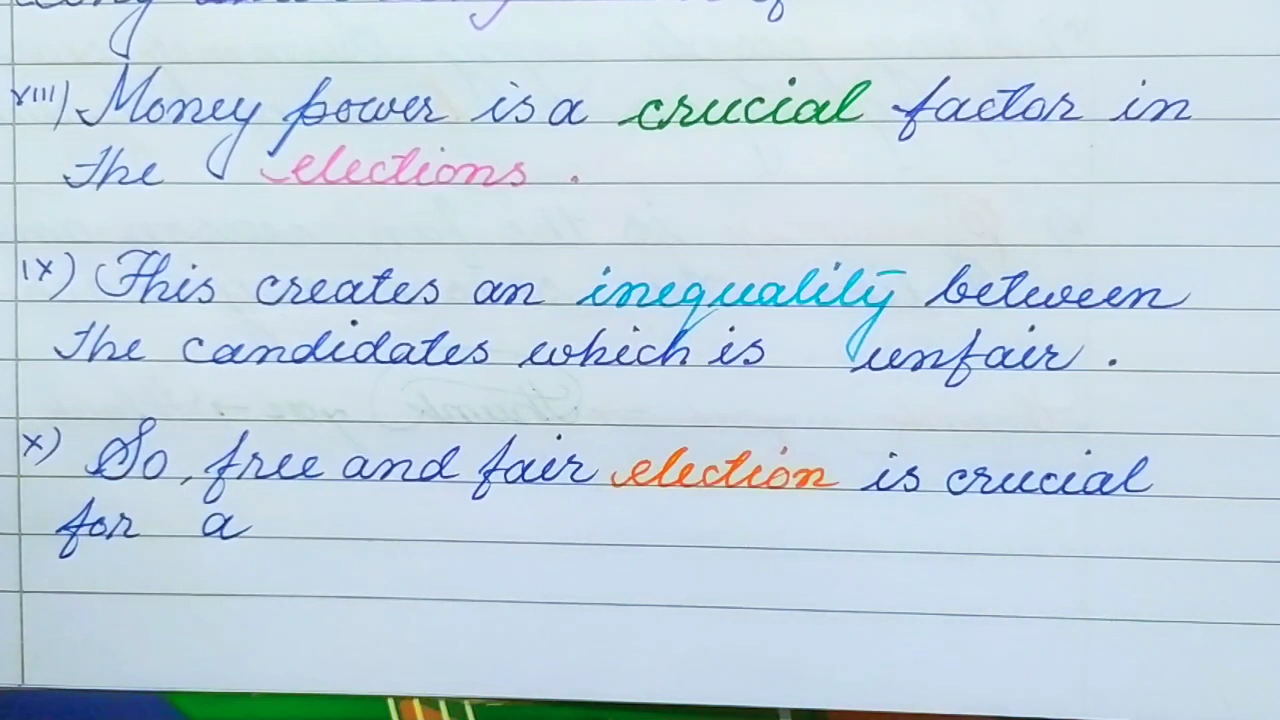 viii) Money power is a crucial factor in
the elections.
ix) This creates an inequality between
the candidates which is unfair.
x) So, free and fair election is crucial
for a